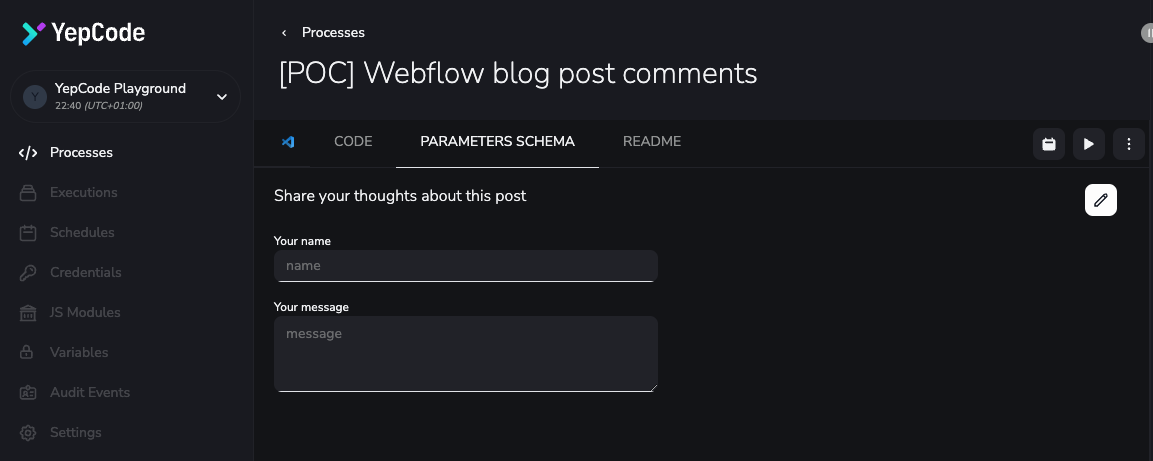 YepCode
Y
YepCode Playground
22:40 (UTC+01:00)
Processes
Executions
Schedules
Credentials
JS Modules
Variables
Audit Events
Settings
Processes
[POC] Webflow blog post comments
CODE
PARAMETERS SCHEMA
README
Share your thoughts about this post
Your name
name
Your message
message